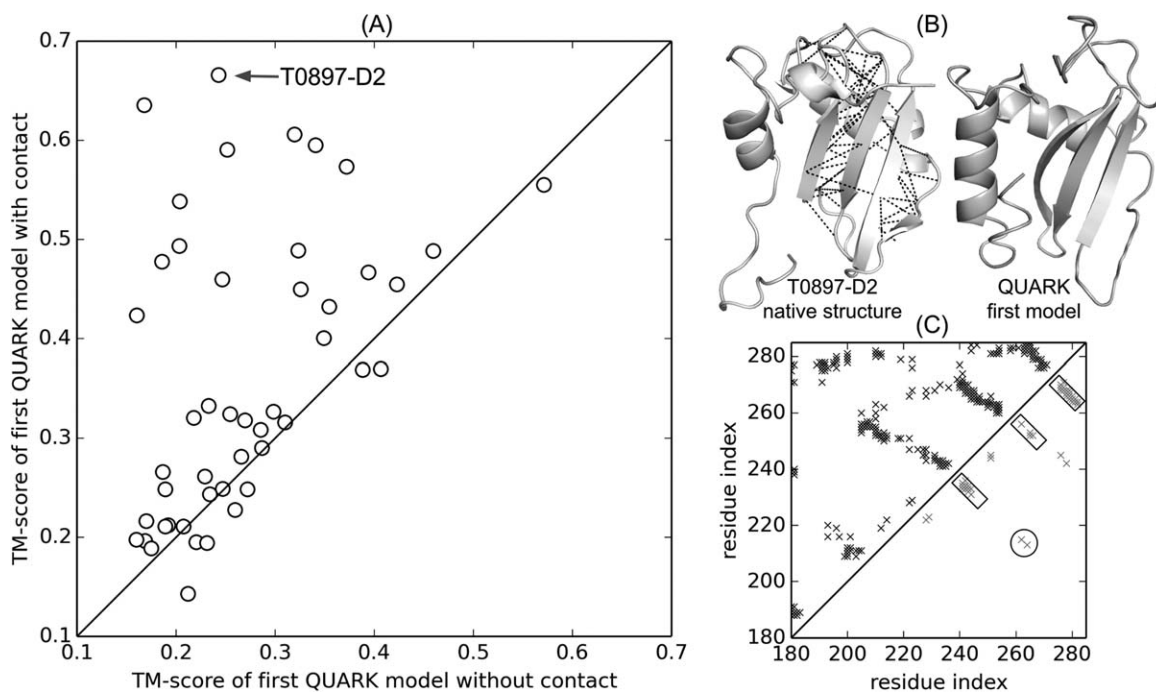 (A)
0.7
0.6
0.5
0.4
0.3
0.2
0.1
TM-score of first QUARK model with contact
T0897-D2
0.1 0.2 0.3 0.4 0.5 0.6 0.7
TM-score of first QUARK model without contact
(B)
T0897-D2
native structure
QUARK
first model
(C)
280
260
240
220
200
180
residue index
180 200 220 240 260 280
residue index